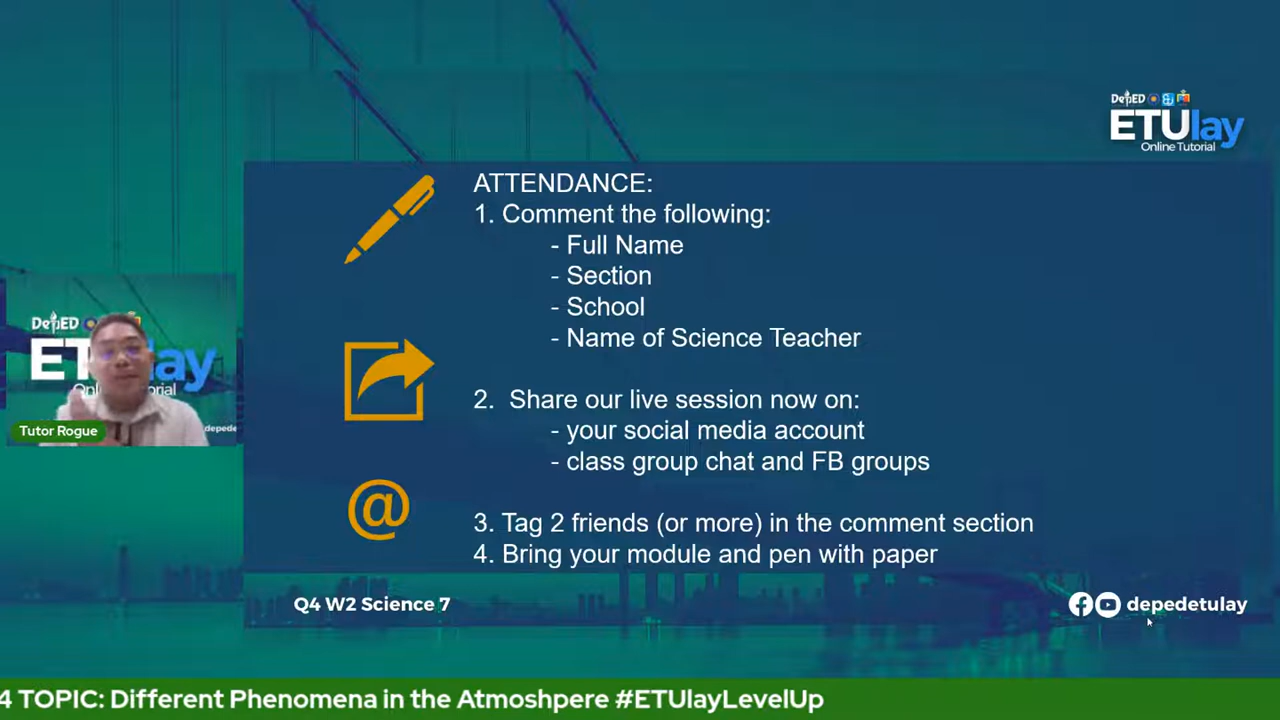 DepED
ETUlay
Online Tutorial
ATTENDANCE:
1. Comment the following:
- Full Name
- Section
- School
- Name of Science Teacher
2. Share our live session now on:
- your social media account
- class group chat and FB groups
@
3. Tag 2 friends (or more) in the comment section
4. Bring your module and pen with paper
DepED
Tutor Rogue
Q4 W2 Science 7
depedetulay
4 TOPIC: Different Phenomena in the Atmoshpere #ETUlayLevelUp